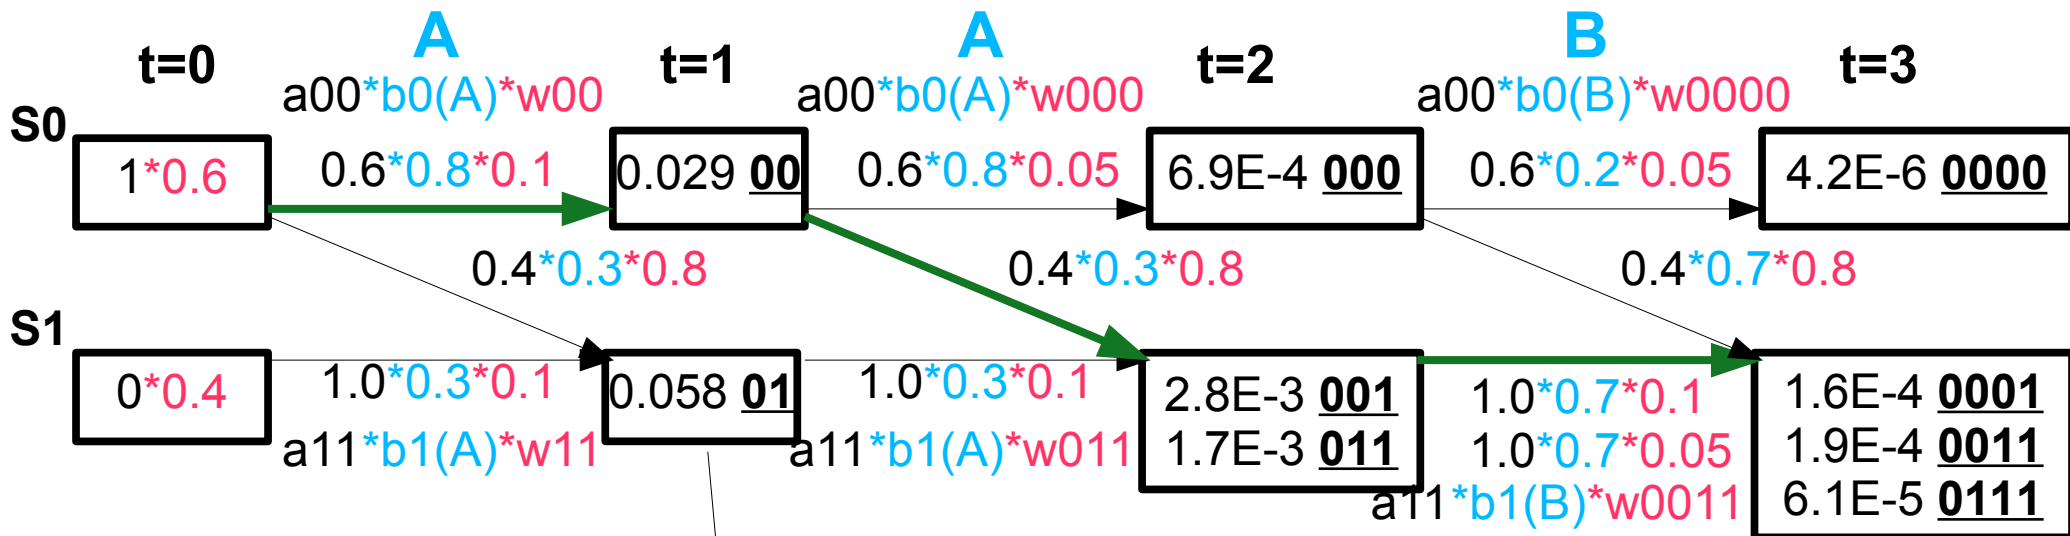 A A B
t=0 t=1 t=2 t=3
a00*b0(A)*w00 a00*b0(A)*w000 a00*b0(B)*w0000
S0
1*0.6 0.6*0.8*0.1 0.029 00 0.6*0.8*0.05 6.9E-4 000 0.6*0.2*0.05 4.2E-6 0000
0.4*0.3*0.8 0.4*0.3*0.8 0.4*0.7*0.8
S1
0*0.4 1.0*0.3*0.1 0.058 01 1.0*0.3*0.1 2.8E-3 001 1.0*0.7*0.1 1.6E-4 0001
a11*b1(A)*w11 a11*b1(A)*w011 1.7E-3 011 1.0*0.7*0.05 1.9E-4 0011
a11*b1(B)*w0011 6.1E-5 0111